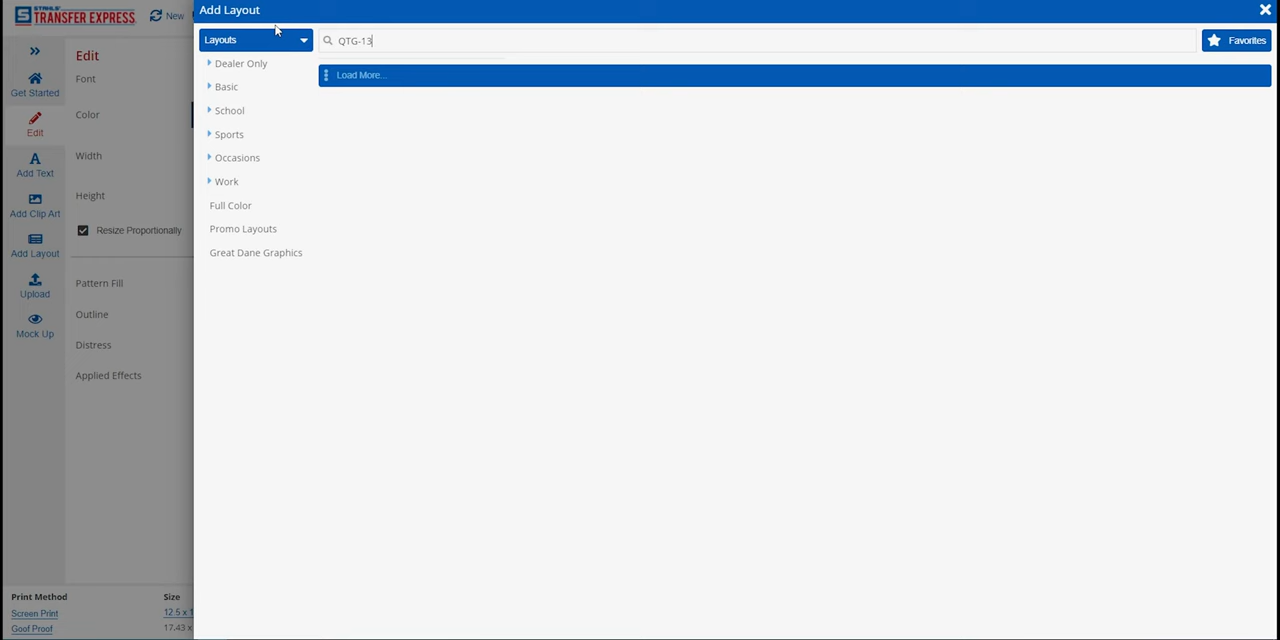 Add Layout
STAHLS'
TRANSFER EXPRESS
New
Layouts
QTG-13
Favorites
Load More...
Dealer Only
Basic
School
Sports
Occasions
Work
Full Color
Promo Layouts
Great Dane Graphics
Get Started
Edit
Add Text
Add Clip Art
Add Layout
Upload
Mock Up
Edit
Font
Color
Width
Height
Resize Proportionally
Pattern Fill
Outline
Distress
Applied Effects
Print Method
Screen Print
Goof Proof
Size
12.5 x 1
17.43 x